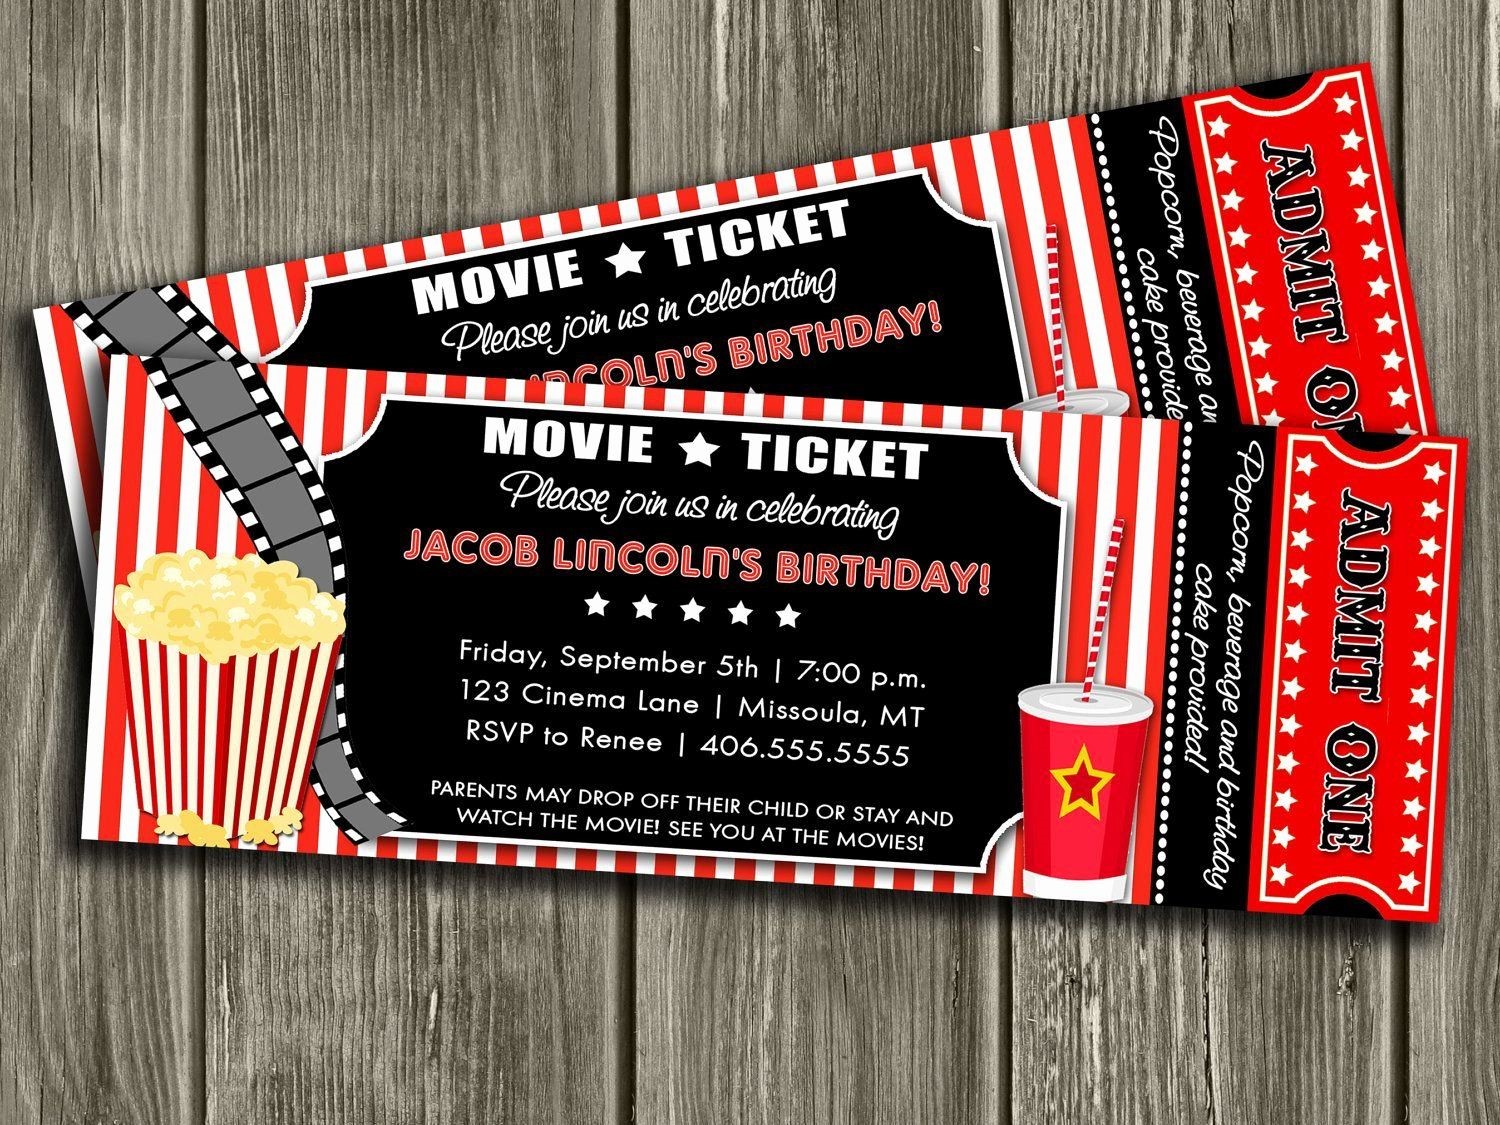 MOVIE ★ TICKET
Please join us in celebrating
LINCOLN'S BIRTHDAY!
Popcorn, beverage an
cake provide
ADMIT O
MOVIE ★ TICKET
Please join us in celebrating
JACOB LINCOLN'S BIRTHDAY!
★ ★ ★ ★ ★
Friday, September 5th | 7:00 p.m.
123 Cinema Lane | Missoula, MT
RSVP to Renee | 406.555.5555
PARENTS MAY DROP OFF THEIR CHILD OR STAY AND
WATCH THE MOVIE! SEE YOU AT THE MOVIES!
Popcorn, beverage and birthday
cake provided!
ADMIT ONE